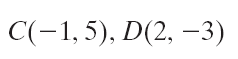 C(−1, 5), D(2, −3)